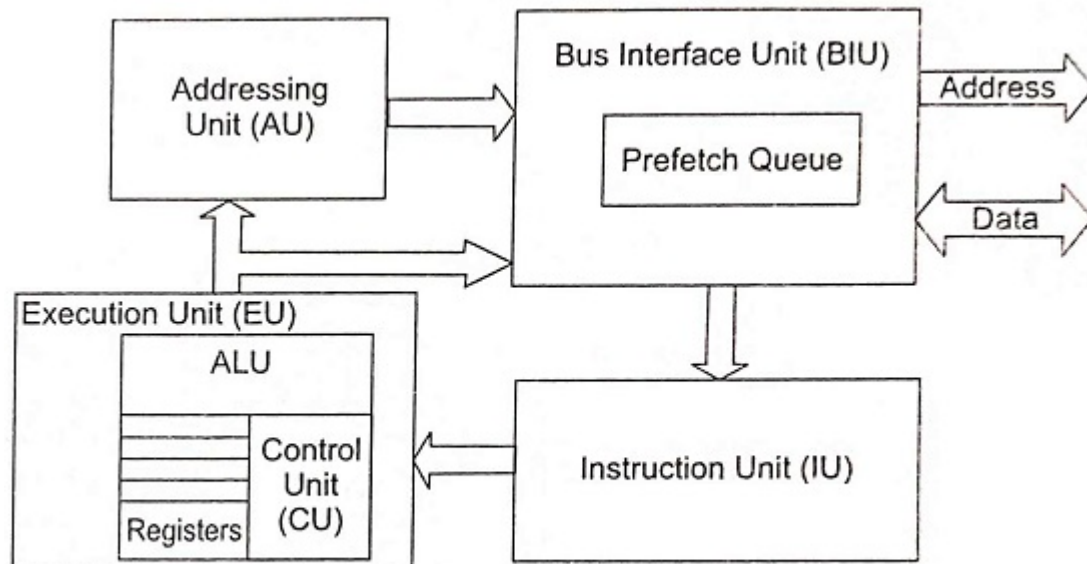 Addressing
Unit (AU)
Bus Interface Unit (BIU)
Prefetch Queue
Address
Data
Execution Unit (EU)
ALU
Control
Unit
(CU)
Registers
Instruction Unit (IU)